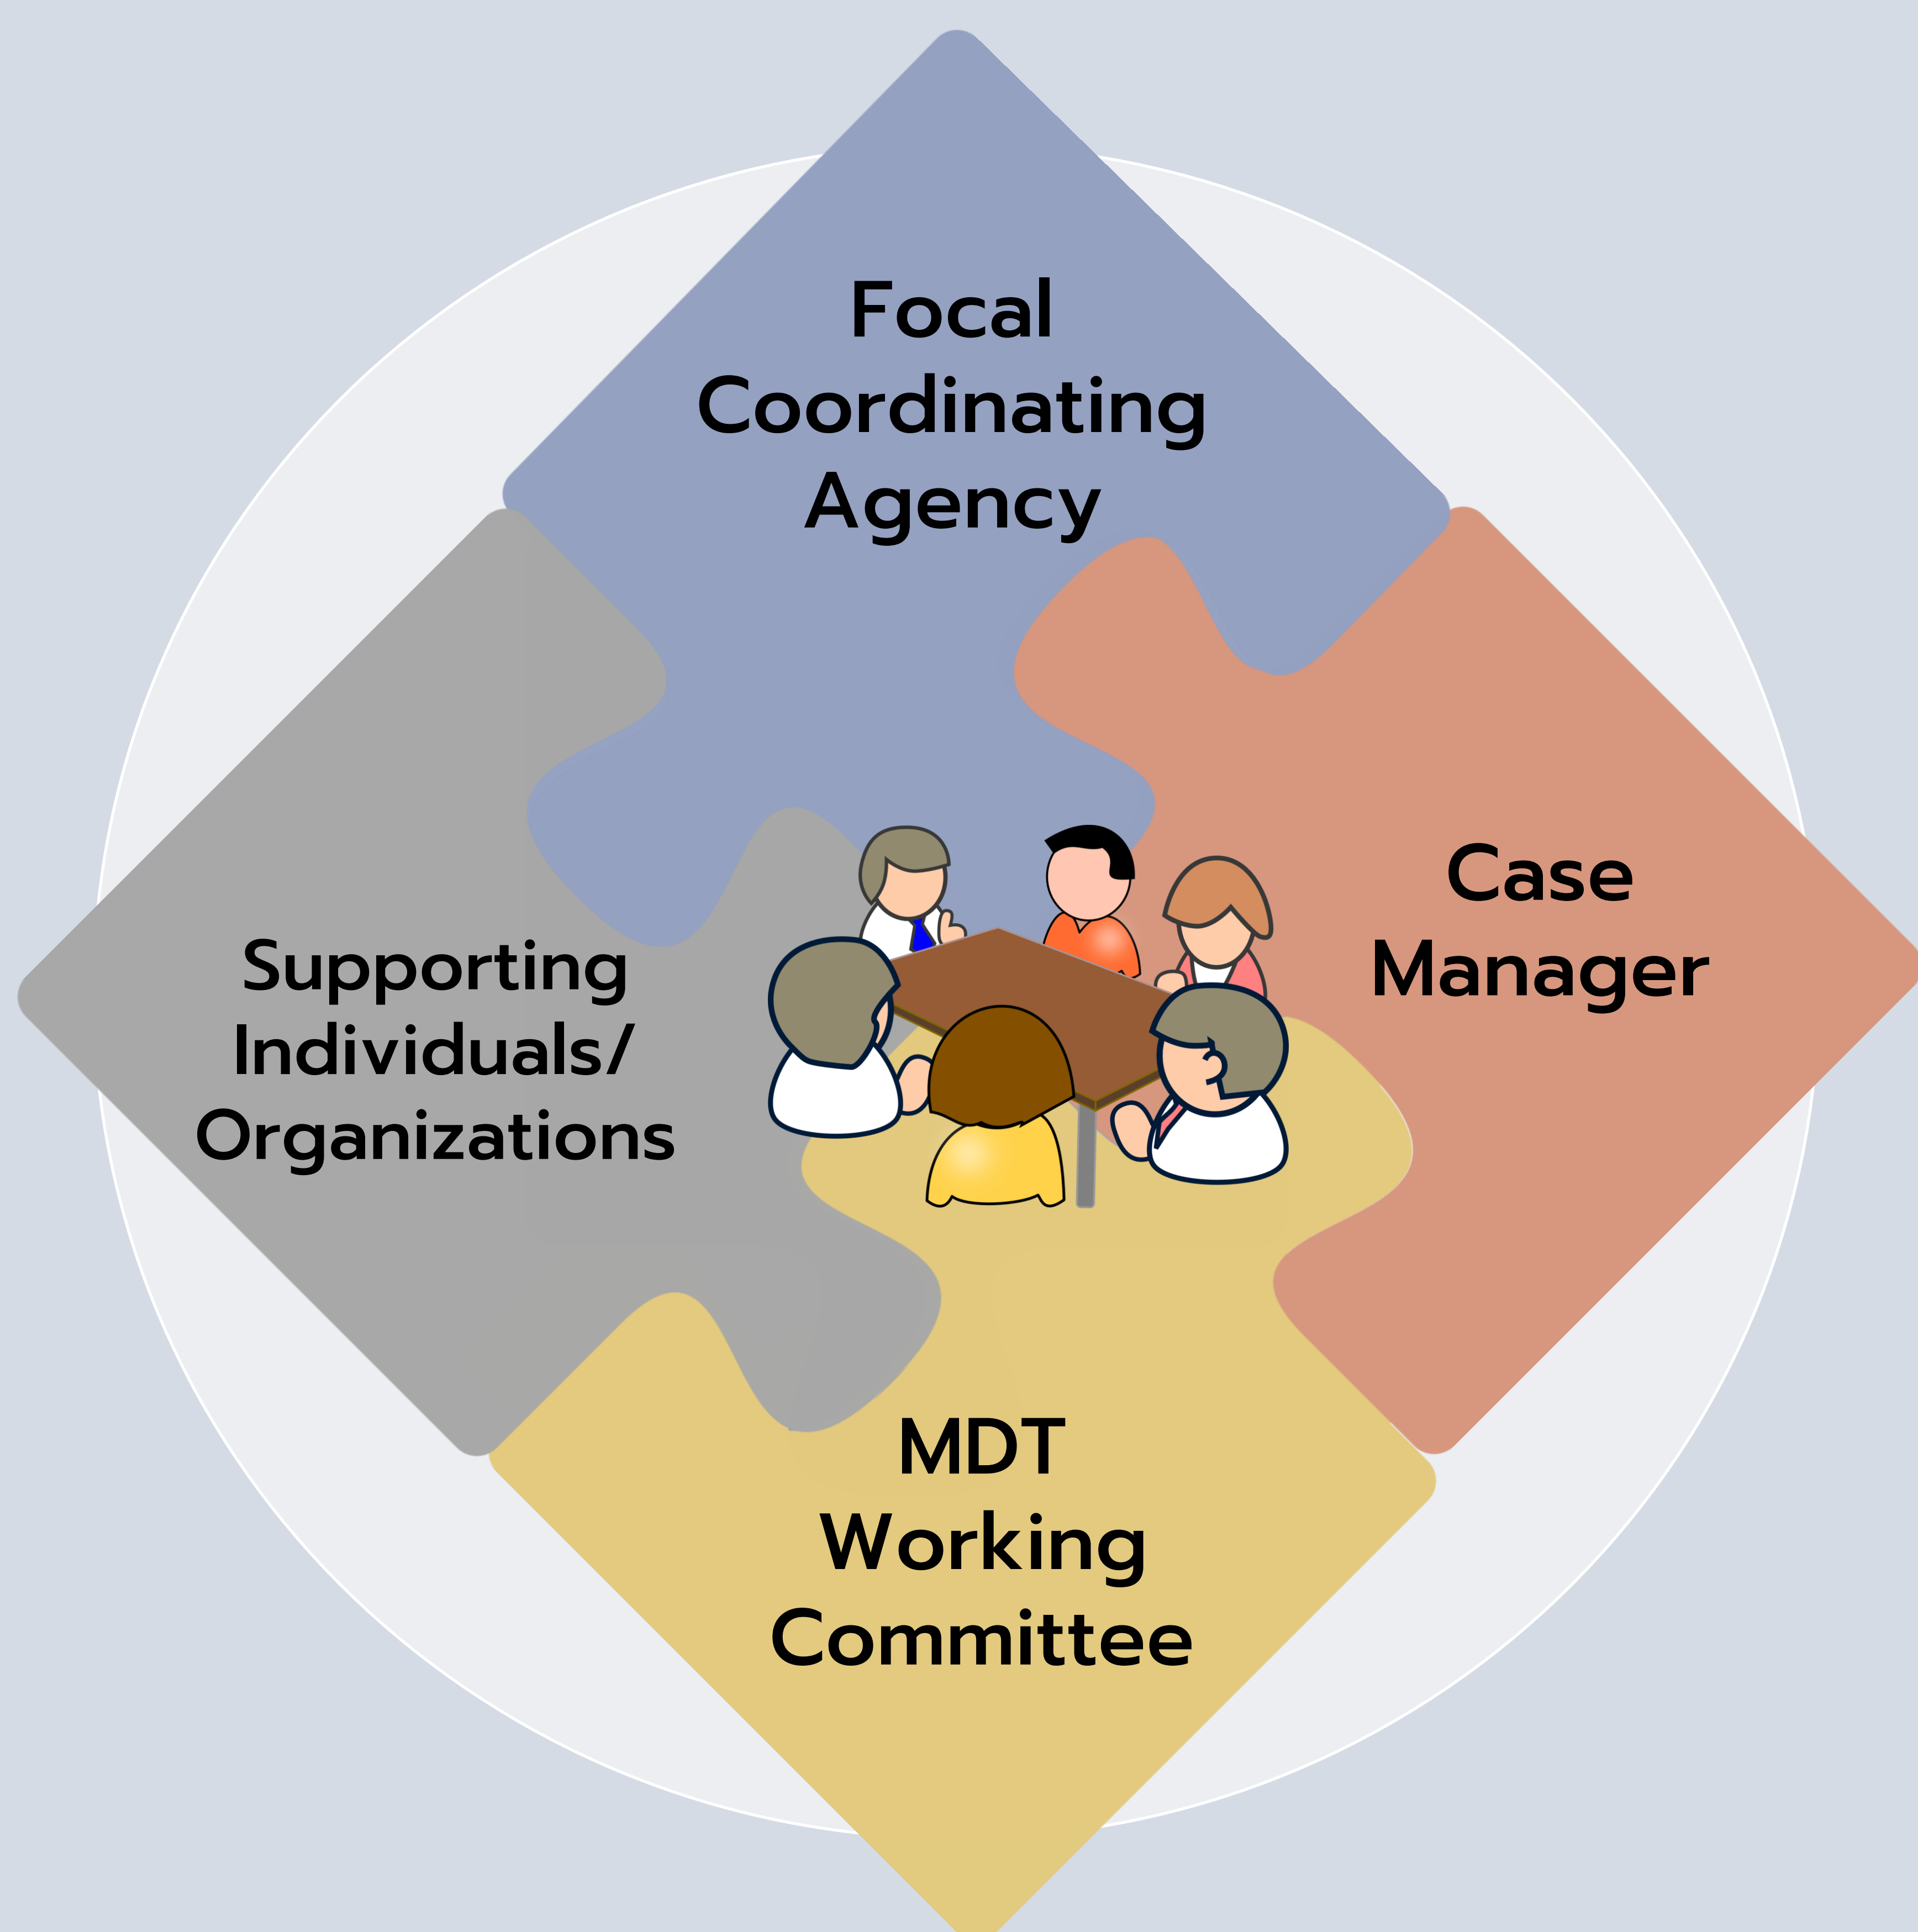 Focal
Coordinating
Agency
Case
Manager
Supporting
Individuals/
Organizations
MDT
Working
Committee